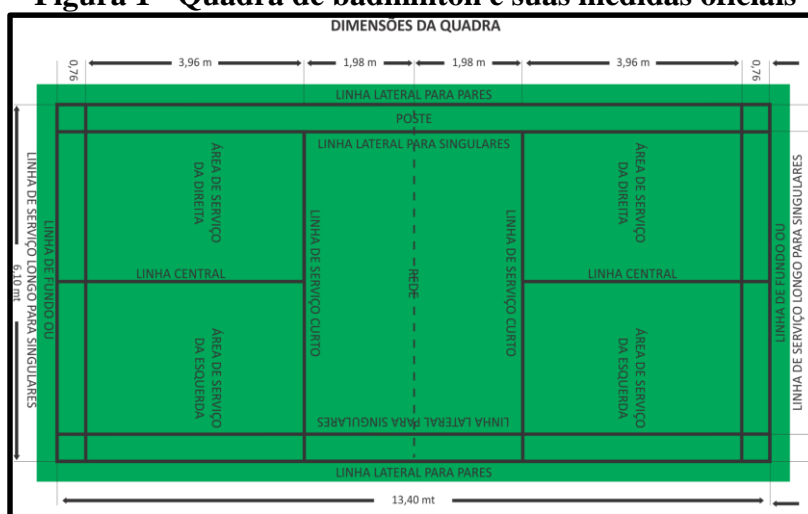 Figura 1 - Quadra de badminton e suas medidas oficiais
DIMENSÕES DA QUADRA
0,76
3,96 m
1,98 m
1,98 m
3,96 m
0,76
LINHA LATERAL PARA PARES
POSTE
LINHA LATERAL PARA SINGULARES
ÁREA DE SERVIÇO
DA DIREITA
ÁREA DE SERVIÇO
DA DIREITA
LINHA DE SERVIÇO LONGO PARA SINGULARES
LINHA DE FUNDO OU
6,10 mt
LINHA CENTRAL
LINHA DE SERVIÇO CURTO
REDE
LINHA DE SERVIÇO CURTO
LINHA CENTRAL
LINHA DE FUNDO OU
LINHA DE SERVIÇO LONGO PARA SINGULARES
ÁREA DE SERVIÇO
DA ESQUERDA
ÁREA DE SERVIÇO
DA ESQUERDA
LINHA LATERAL PARA SINGULARES
LINHA LATERAL PARA PARES
13,40 mt